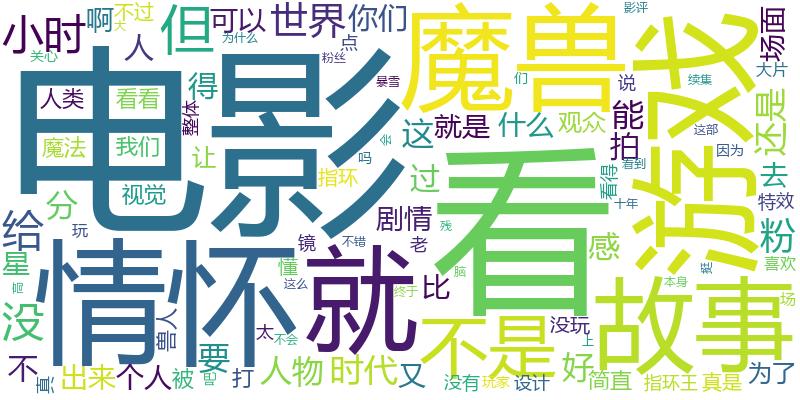 小时
啊
不过
大
但
可以
世界
你们
为什么
点
魔兽
影评
游戏
场面
关心
人
得
粉丝
暴雪
们
说
续集
大片
人类
看看
整体
电影
这
就是
什么
观众
能
拍
还是
这部
魔法
我们
让
吗
会
因为
视觉
指环
过
看
看得
看到
去
分
十年
特效
给
剧情
感
粉
玩
镜
老
残
星
情怀
不错
就
比
本身
挺
喜欢
懂
这么
脑
故事
没
兽人
终于
不是
没玩
场
太
不会
上
不
真
出来
个人
被
要
打
人物
时代
又
没有
玩家
设计
好
简直
指环王
真是
为了